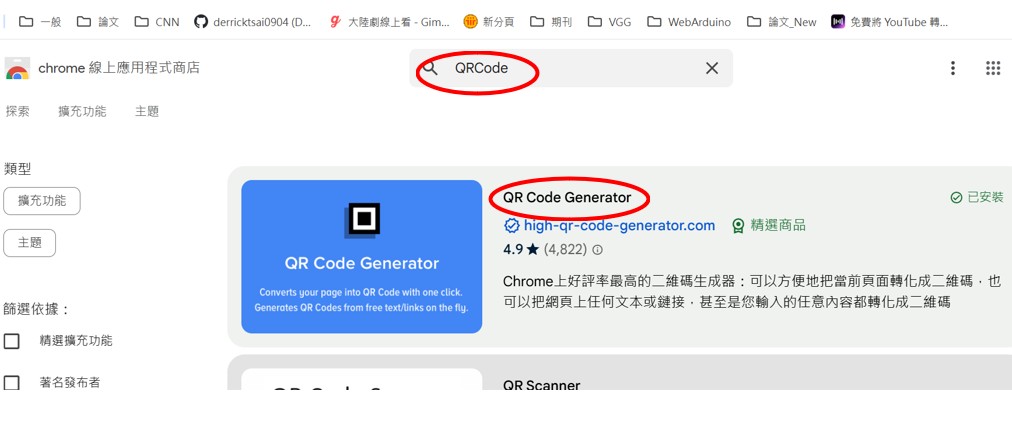 一般 論文 CNN derricktsai0904 (D... 大陸劇線上看 - Gim... 新分頁 期刊 VGG WebArduino 論文_New 免費將 YouTube 轉...
chrome 線上應用程式商店
QRCode
探索 擴充功能 主題
類型
擴充功能
主題
篩選依據：
精選擴充功能
著名發布者
QR Code Generator
Converts your page into QR Code with one click.
Generates QR Codes from free text/links on the fly.
QR Code Generator
已安裝
high-qr-code-generator.com 精選商品
4.9 ★ (4,822)
Chrome上好評率最高的二維碼生成器：可以方便地把當前頁面轉化成二維碼，也
可以把網頁上任何文本或鏈接，甚至是您輸入的任意內容都轉化成二維碼
QR Scanner